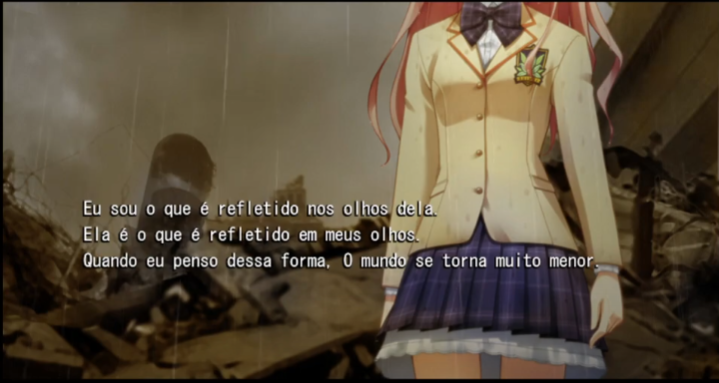 Eu sou o que é refletido nos olhos dela.
Ela é o que é refletido em meus olhos.
Quando eu penso dessa forma, O mundo se torna muito menor.